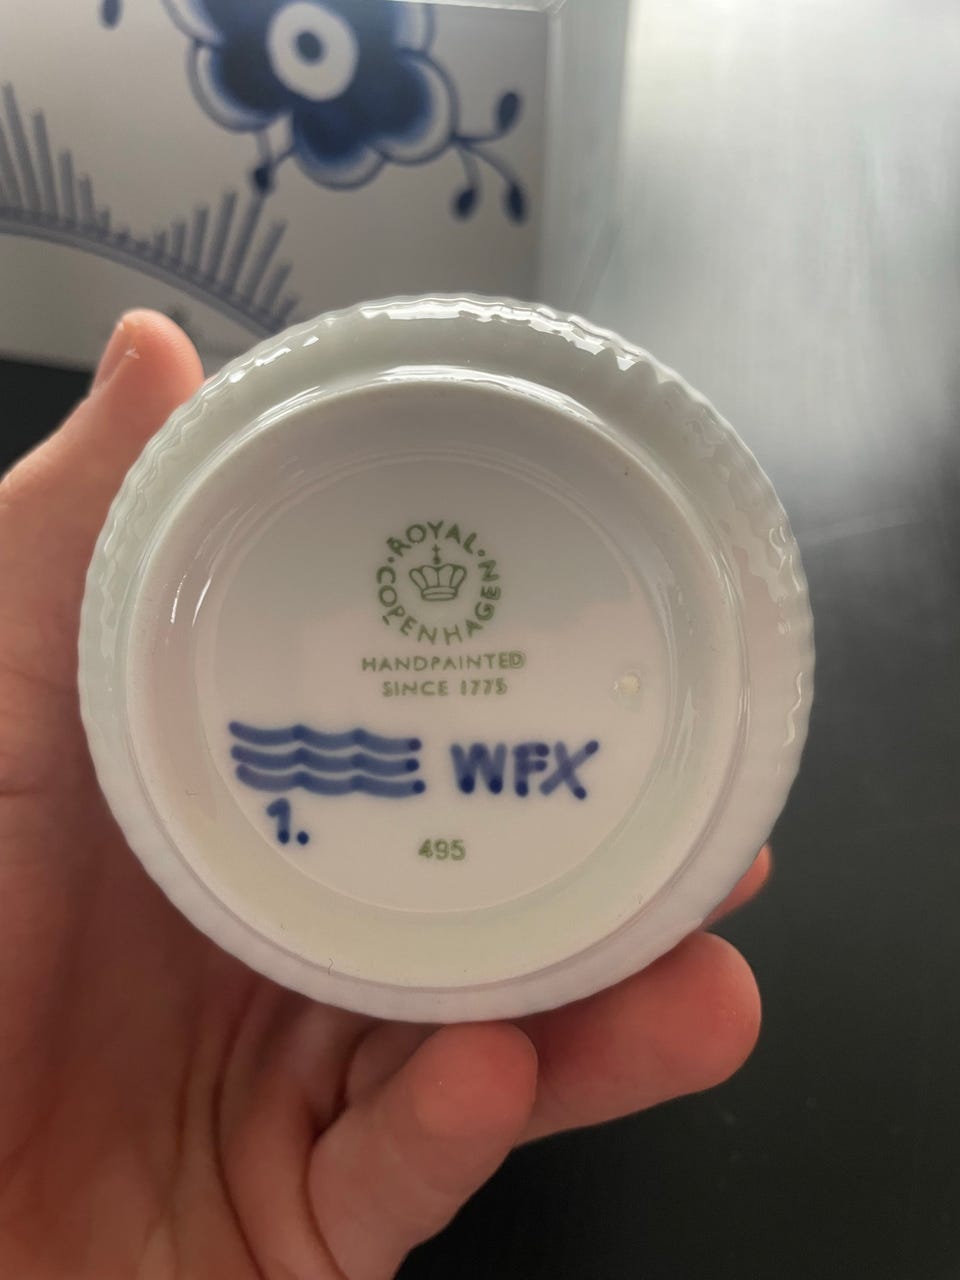 ROYAL COPENHAGEN
HANDPAINTED
SINCE 1775
WFX
1.
495